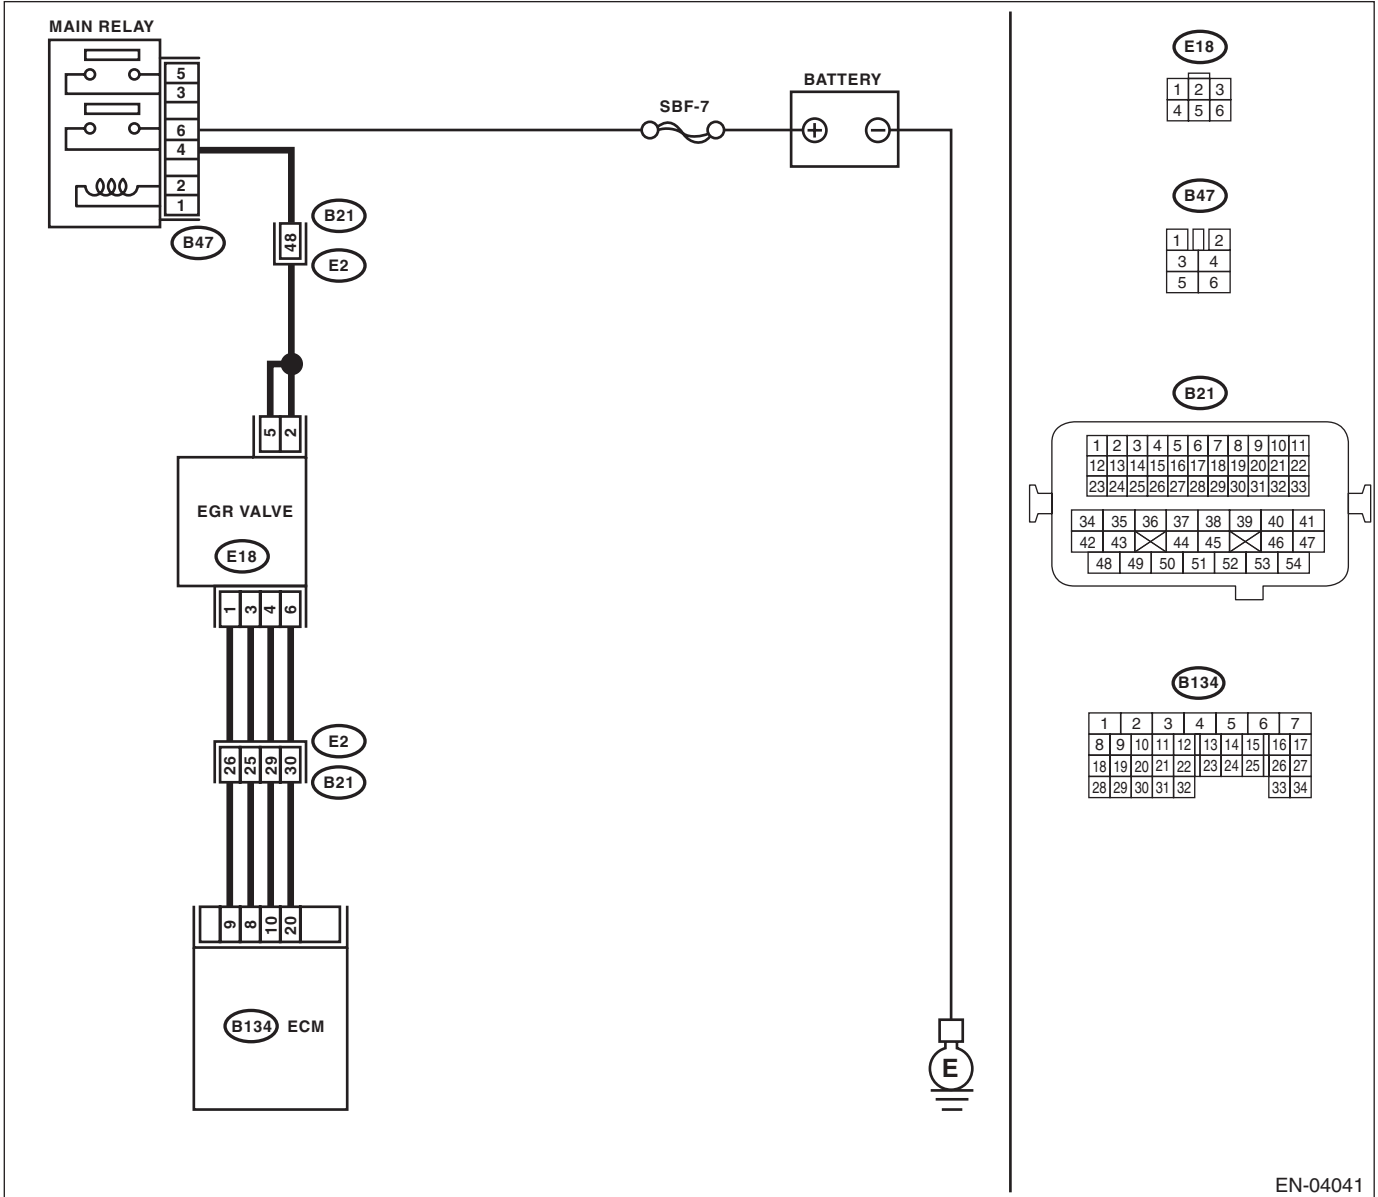 MAIN RELAY
5
3
6
4
2
1
B47
SBF-7
BATTERY
+ −
B21
48
E2
5 2
EGR VALVE
E18
1 3 4 6
E2
26 25 29 30
B21
9 8 10 20
B134 ECM
E
E18
1 2 3
4 5 6
B47
1 2
3 4
5 6
B21
1 2 3 4 5 6 7 8 9 10 11
12 13 14 15 16 17 18 19 20 21 22
23 24 25 26 27 28 29 30 31 32 33
34 35 36 37 38 39 40 41
42 43 44 45 46 47
48 49 50 51 52 53 54
B134
1 2 3 4 5 6 7
8 9 10 11 12 13 14 15 16 17
18 19 20 21 22 23 24 25 26 27
28 29 30 31 32 33 34
EN-04041